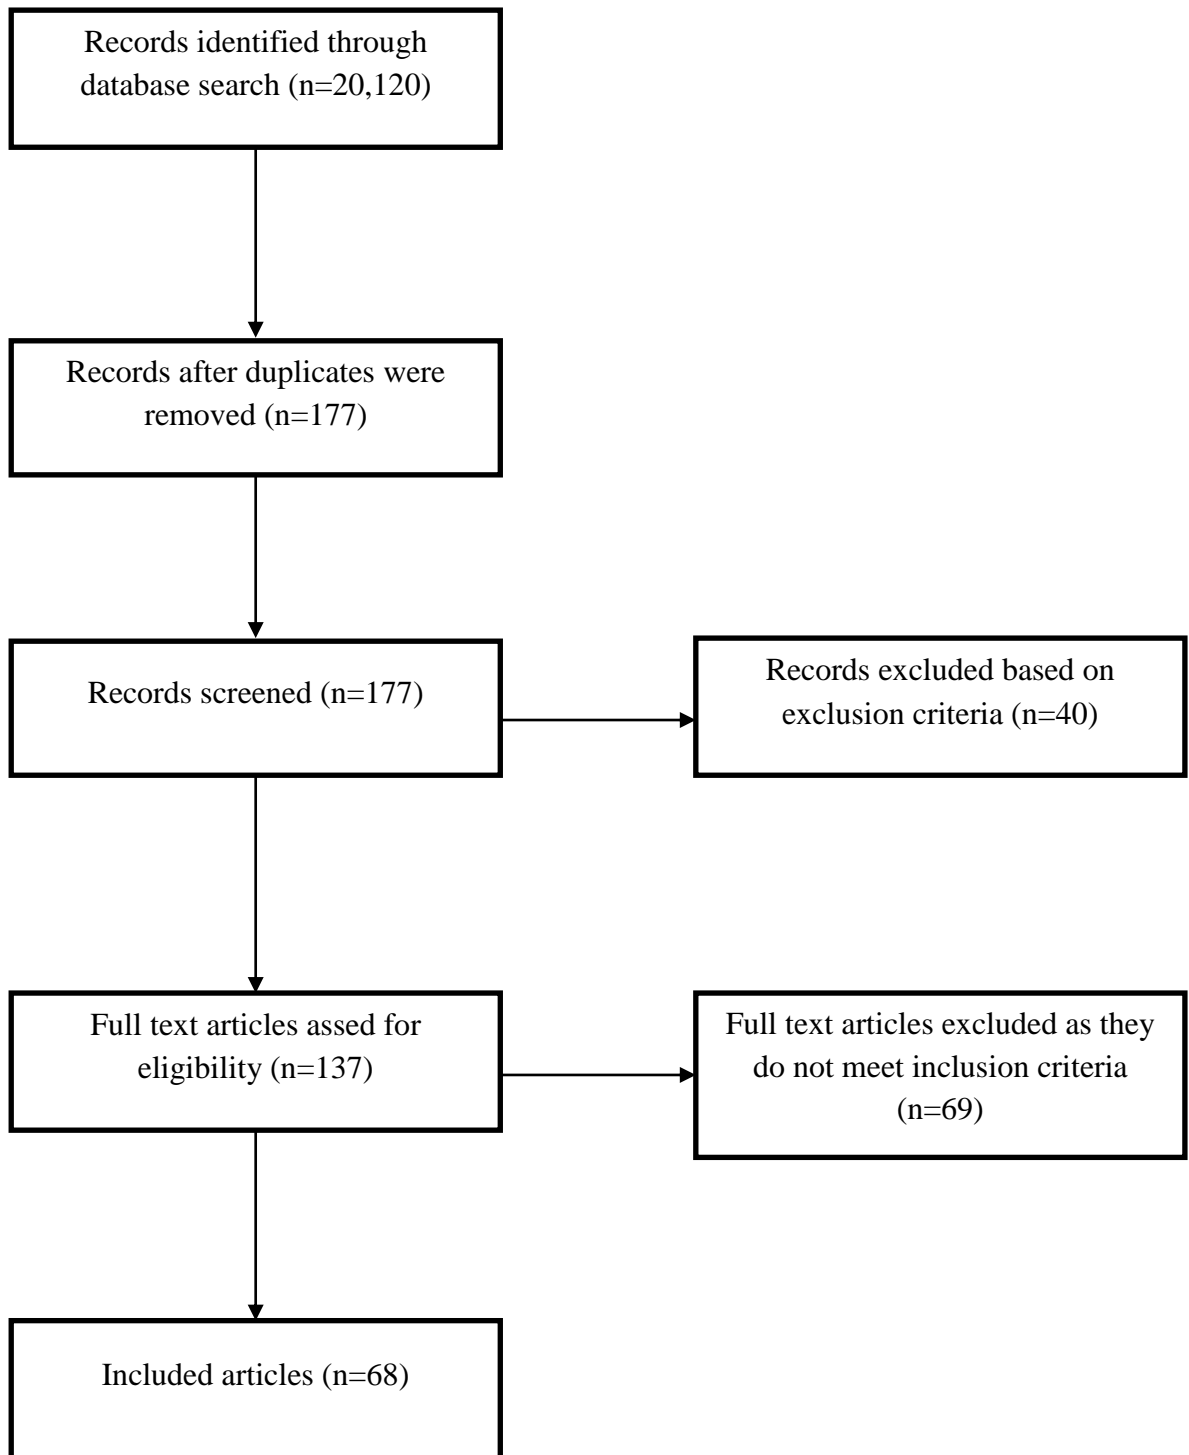 Records identified through
database search (n=20,120)
Records after duplicates were
removed (n=177)
Records screened (n=177)
Records excluded based on
exclusion criteria (n=40)
Full text articles assed for
eligibility (n=137)
Full text articles excluded as they
do not meet inclusion criteria
(n=69)
Included articles (n=68)